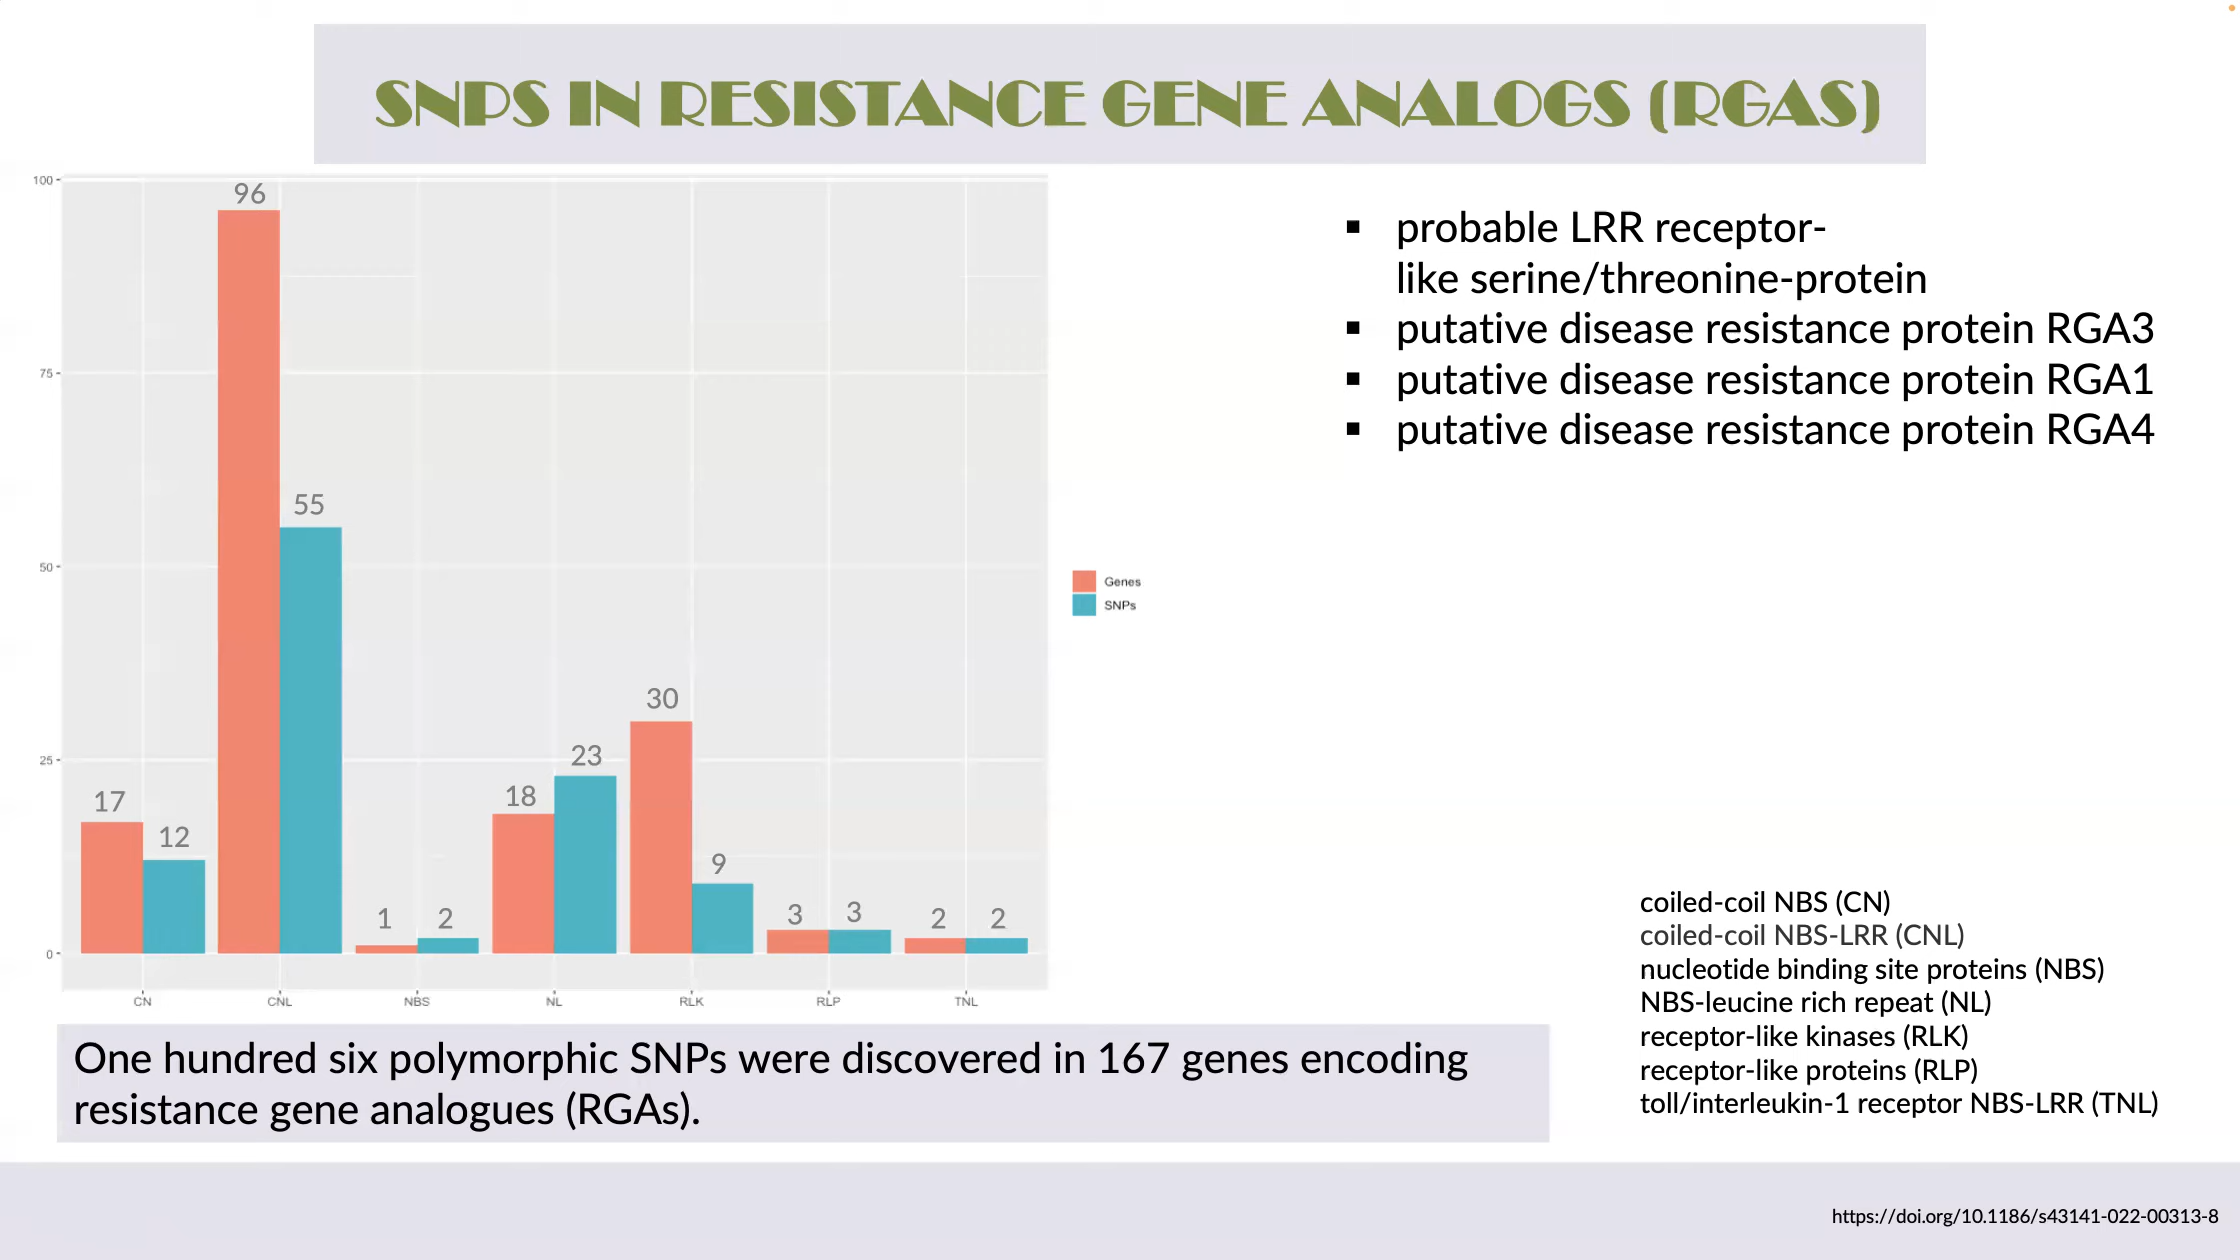 SNPS IN RESISTANCE GENE ANALOGS (RGAS)
100
75
50
25
0
96
55
17
12
1
2
18
23
30
9
3
3
2
2
CN
CNL
NBS
NL
RLK
RLP
TNL
Genes
SNPs
▪ probable LRR receptor-
like serine/threonine-protein
▪ putative disease resistance protein RGA3
▪ putative disease resistance protein RGA1
▪ putative disease resistance protein RGA4
One hundred six polymorphic SNPs were discovered in 167 genes encoding
resistance gene analogues (RGAs).
coiled-coil NBS (CN)
coiled-coil NBS-LRR (CNL)
nucleotide binding site proteins (NBS)
NBS-leucine rich repeat (NL)
receptor-like kinases (RLK)
receptor-like proteins (RLP)
toll/interleukin-1 receptor NBS-LRR (TNL)
https://doi.org/10.1186/s43141-022-00313-8